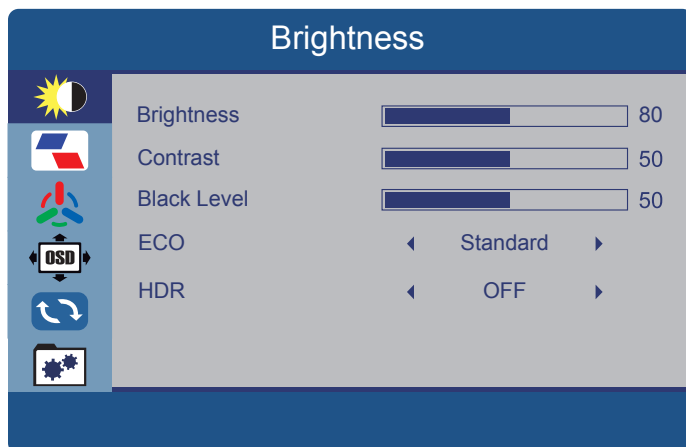 Brightness
Brightness 80
Contrast 50
Black Level 50
ECO Standard
OSD
HDR OFF